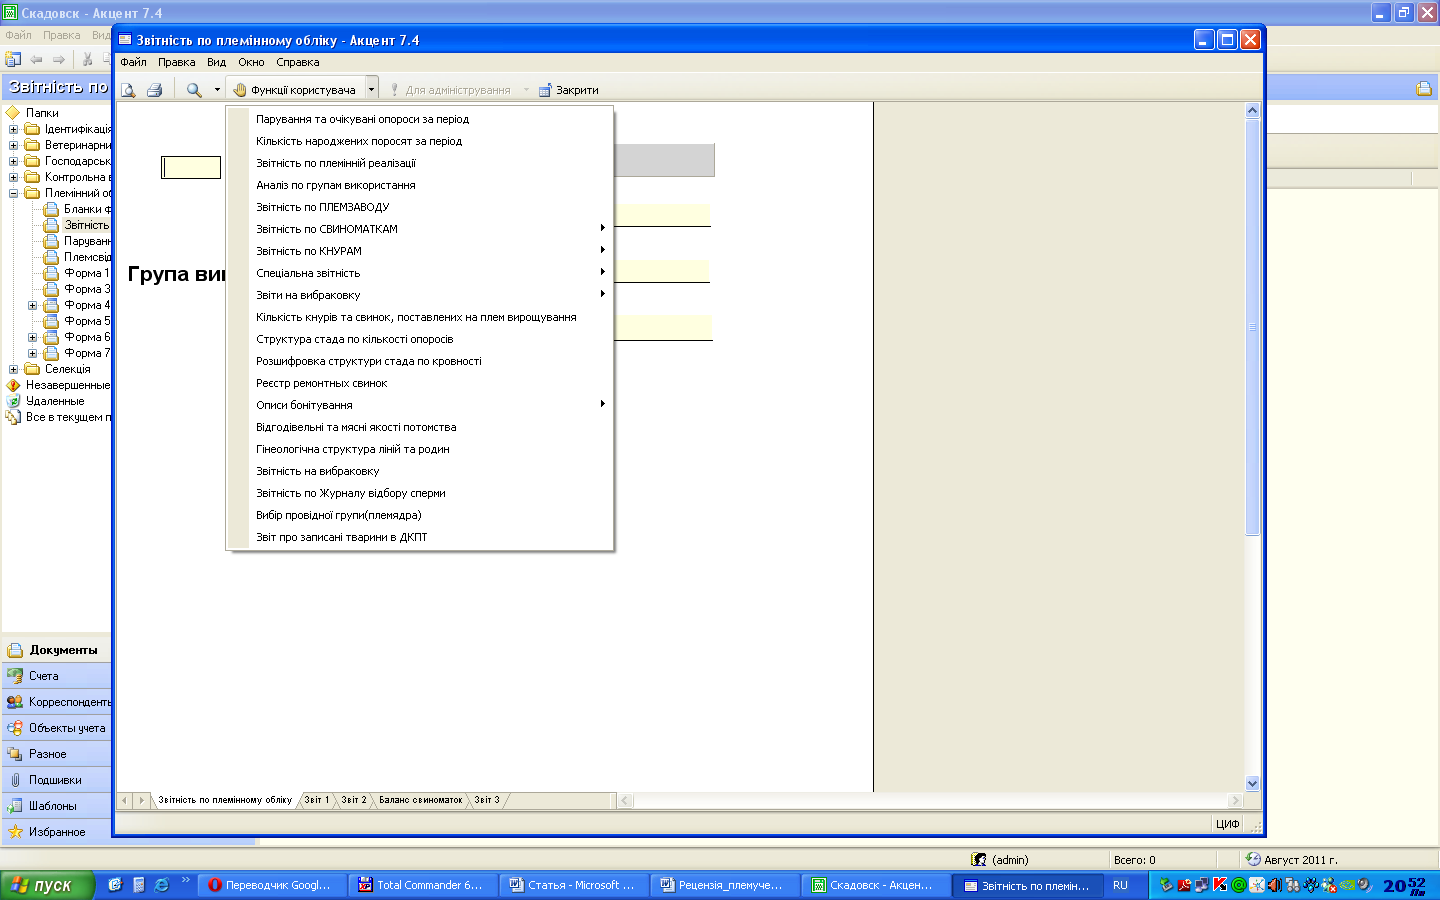 Скадовск - Акцент 7.4
Файл Правка Вид
Звітність по племінному обліку - Акцент 7.4
Файл Правка Вид Окно Справка
Функції користувача Для адміністрування Закрити
Звітність по
Папки
Ідентифікація
Ветеринарни
Господарськ
Контрольна в
Племінний об
Бланки ф
Звітність
Паруванн
Племсвід
Форма 1
Форма 3
Форма 4
Форма 5
Форма 6
Форма 7
Селекція
Незавершенные
Удаленные
Все в текущем п
Група ви
Парування та очікувані опороси за період
Кількість народжених поросят за період
Звітність по племінній реалізації
Аналіз по групам використання
Звітність по ПЛЕМЗАВОДУ
Звітність по СВИНОМАТКАМ
Звітність по КНУРАМ
Спеціальна звітність
Звіти на вибраковку
Кількість кнурів та свинок, поставлених на плем вирощування
Структура стада по кількості опоросів
Розшифровка структури стада по кровності
Реєстр ремонтных свинок
Описи бонітування
Відгодівельні та мясні якості потомства
Гінеологічна структура ліній та родин
Звітність на вибраковку
Звітність по Журналу відбору сперми
Вибір провідної групи(племядра)
Звіт про записані тварини в ДКПТ
Документы
Счета
Корреспонденты
Объекты учета
Разное
Подшивки
Шаблоны
Избранное
Звітність по племінному обліку Звіт 1 Звіт 2 Баланс свиноматок Звіт 3
ЦИФ
(admin) Всего: 0 Август 2011 г.
пуск Переводчик Googl... Total Commander 6... Статья - Microsoft ... Рецензія_племуче... Скадовск - Акцен... Звітність по племін... RU 20 52 Пн